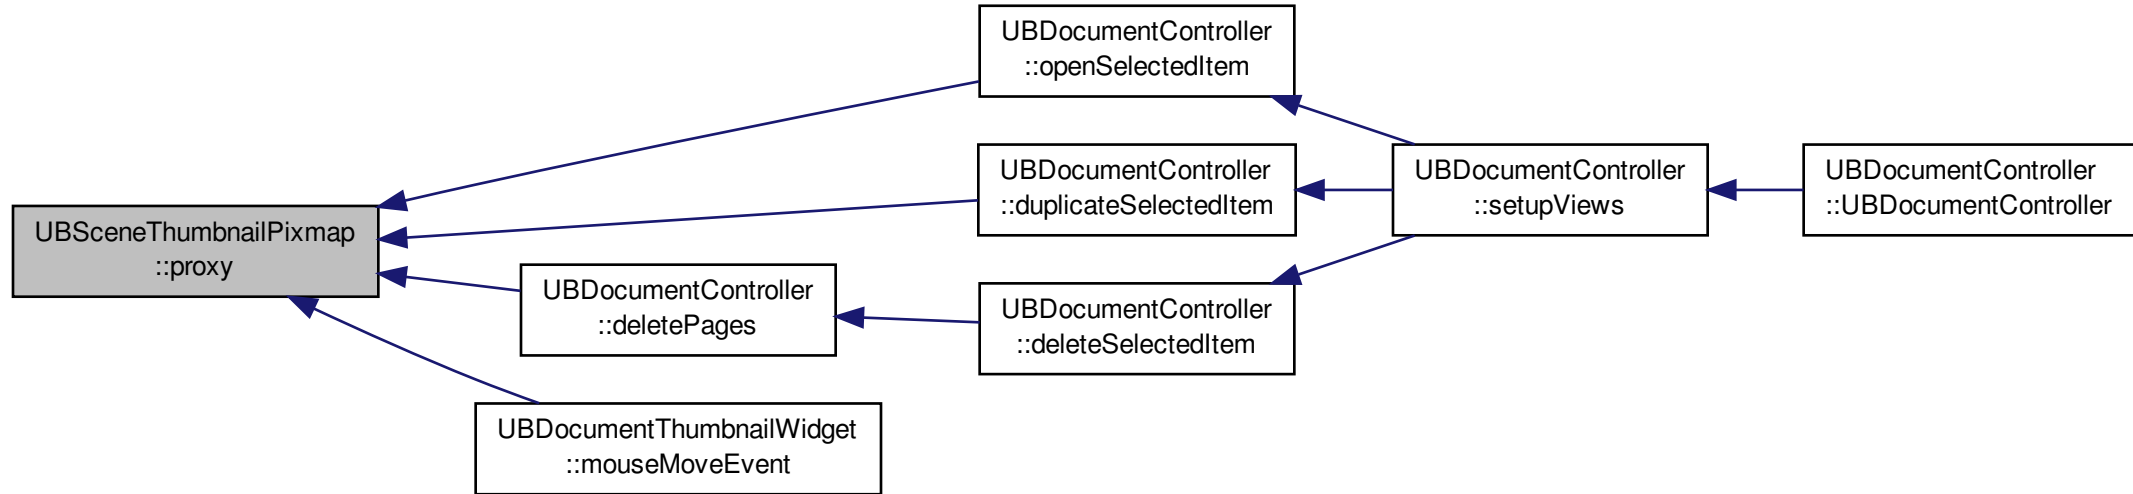 UBSceneThumbnailPixmap
::proxy
UBDocumentController
::openSelectedItem
UBDocumentController
::duplicateSelectedItem
UBDocumentController
::deletePages
UBDocumentController
::deleteSelectedItem
UBDocumentThumbnailWidget
::mouseMoveEvent
UBDocumentController
::setupViews
UBDocumentController
::UBDocumentController